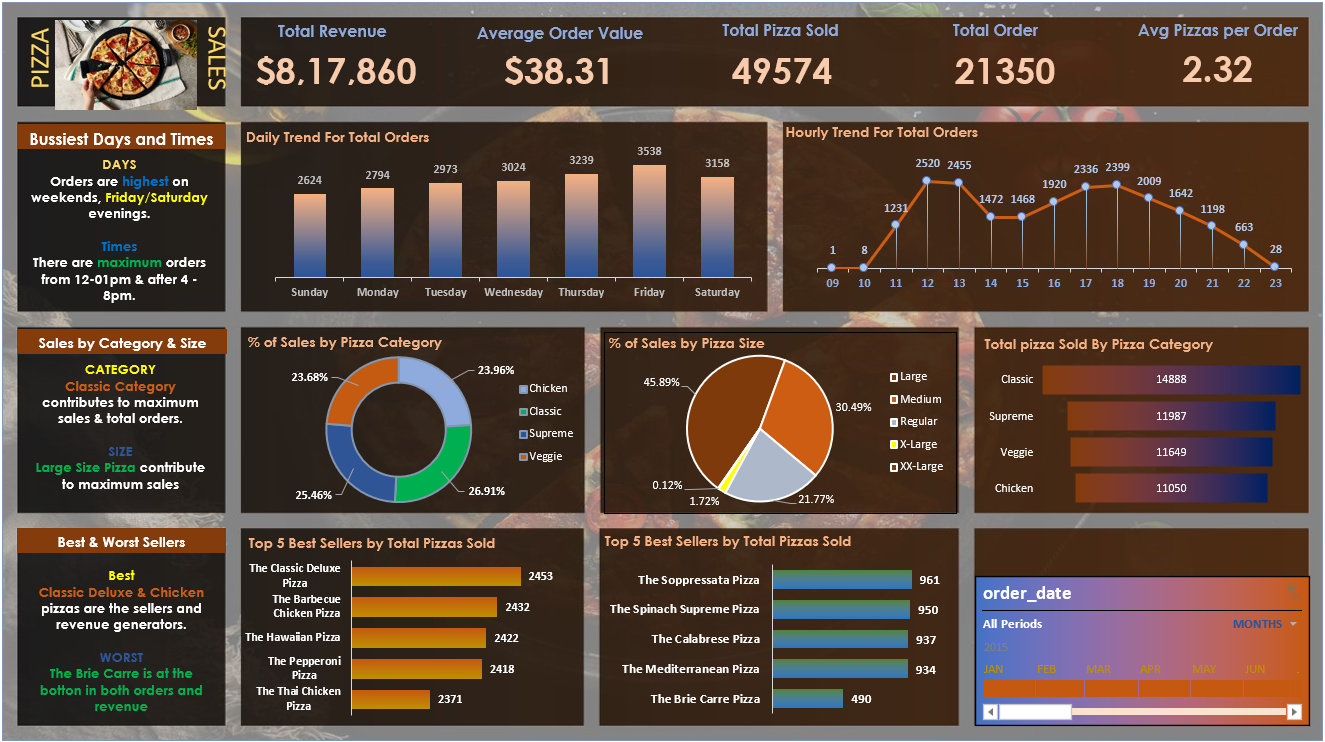 PIZZA
SALES
Total Revenue
$8,17,860
Average Order Value
$38.31
Total Pizza Sold
49574
Total Order
21350
Avg Pizzas per Order
2.32
Bussiest Days and Times
DAYS
Orders are highest on
weekends, Friday/Saturday
evenings.
Times
There are maximum orders
from 12-01pm & after 4 -
8pm.
Daily Trend For Total Orders
2624 2794 2973 3024 3239 3538 3158
Sunday Monday Tuesday Wednesday Thursday Friday Saturday
Hourly Trend For Total Orders
1 8 1231 2520 2455 1472 1468 1920 2336 2399 2009 1642 1198 663 28
09 10 11 12 13 14 15 16 17 18 19 20 21 22 23
Sales by Category & Size
CATEGORY
Classic Category
contributes to maximum
sales & total orders.
SIZE
Large Size Pizza contribute
to maximum sales
% of Sales by Pizza Category
23.68%
23.96%
25.46%
26.91%
Chicken
Classic
Supreme
Veggie
% of Sales by Pizza Size
45.89%
30.49%
0.12%
1.72%
21.77%
Large
Medium
Regular
X-Large
XX-Large
Total pizza Sold By Pizza Category
Classic 14888
Supreme 11987
Veggie 11649
Chicken 11050
Best & Worst Sellers
Best
Classic Deluxe & Chicken
pizzas are the sellers and
revenue generators.
WORST
The Brie Carre is at the
botton in both orders and
revenue
Top 5 Best Sellers by Total Pizzas Sold
The Classic Deluxe
Pizza
2453
The Barbecue
Chicken Pizza
2432
The Hawaiian Pizza 2422
The Pepperoni
Pizza
2418
The Thai Chicken
Pizza
2371
Top 5 Best Sellers by Total Pizzas Sold
The Soppressata Pizza 961
The Spinach Supreme Pizza 950
The Calabrese Pizza 937
The Mediterranean Pizza 934
The Brie Carre Pizza 490
order_date
All Periods MONTHS
2015
JAN FEB MAR APR MAY JUN